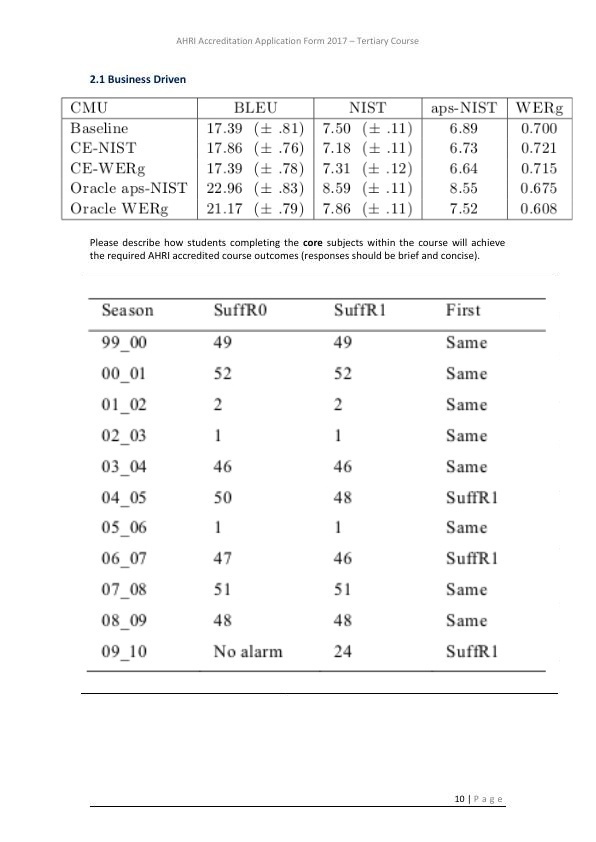 AHRI Accreditation Application Form 2017 – Tertiary Course
2.1 Business Driven
CMU BLEU NIST aps-NIST WERg
Baseline 17.39 (± .81) 7.50 (± .11) 6.89 0.700
CE-NIST 17.86 (± .76) 7.18 (± .11) 6.73 0.721
CE-WERg 17.39 (± .78) 7.31 (± .12) 6.64 0.715
Oracle aps-NIST 22.96 (± .83) 8.59 (± .11) 8.55 0.675
Oracle WERg 21.17 (± .79) 7.86 (± .11) 7.52 0.608
Please describe how students completing the core subjects within the course will achieve
the required AHRI accredited course outcomes (responses should be brief and concise).
Season SuffR0 SuffR1 First
99_00 49 49 Same
00_01 52 52 Same
01_02 2 2 Same
02_03 1 1 Same
03_04 46 46 Same
04_05 50 48 SuffR1
05_06 1 1 Same
06_07 47 46 SuffR1
07_08 51 51 Same
08_09 48 48 Same
09_10 No alarm 24 SuffR1
10 | P a g e